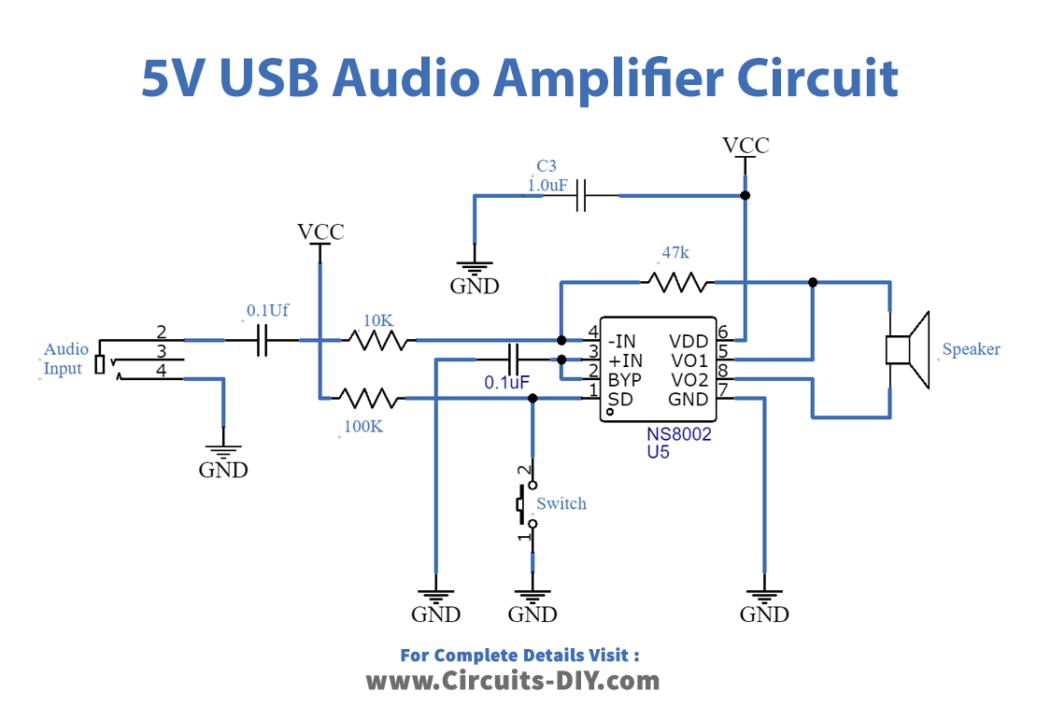 5V USB Audio Amplifier Circuit
VCC
C3
1.0uF
VCC
47k
GND
0.1Uf
10K
Audio
Input
2
3
4
4 -IN VDD 6
3 +IN VO1 5
2 BYP VO2 8
1 SD GND 7
Speaker
0.1uF
100K
NS8002
U5
GND
2
Switch
1
GND
GND
GND
For Complete Details Visit :
www.Circuits-DIY.com